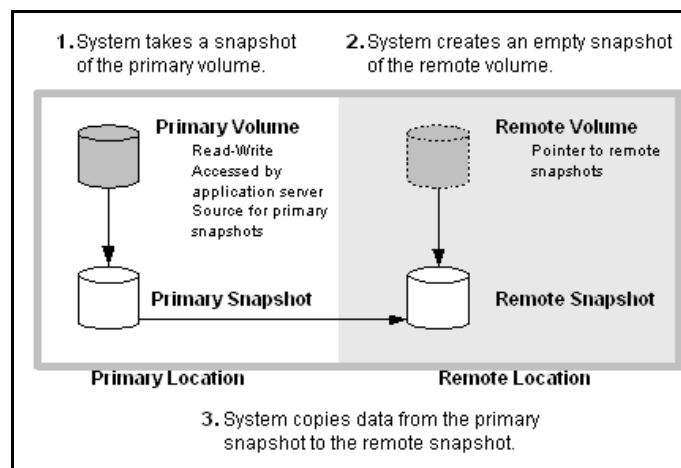 1. System takes a snapshot
of the primary volume.
2. System creates an empty snapshot
of the remote volume.
Primary Volume
Read-Write
Accessed by
application server
Source for primary
snapshots
Remote Volume
Pointer to remote
snapshots
Primary Snapshot
Remote Snapshot
Primary Location
Remote Location
3. System copies data from the primary
snapshot to the remote snapshot.